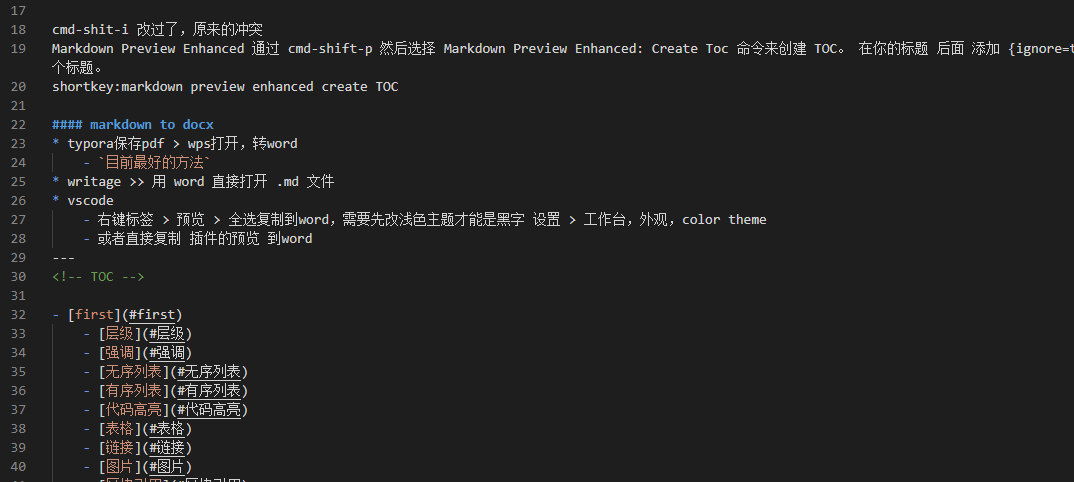 17
18 cmd-shit-i 改过了，原来的冲突
19 Markdown Preview Enhanced 通过 cmd-shift-p 然后选择 Markdown Preview Enhanced: Create Toc 命令来创建 TOC。 在你的标题 后面 添加 {ignore=
个标题。
20 shortkey:markdown preview enhanced create TOC
21
22 #### markdown to docx
23 * typora保存pdf > wps打开，转word
24 - `目前最好的方法`
25 * writage >> 用 word 直接打开 .md 文件
26 * vscode
27 - 右键标签 > 预览 > 全选复制到word，需要先改浅色主题才能是黑字 设置 > 工作台，外观，color theme
28 - 或者直接复制 插件的预览 到word
29 ---
30 <!-- TOC -->
31
32 - [first](#first)
33 - [层级](#层级)
34 - [强调](#强调)
35 - [无序列表](#无序列表)
36 - [有序列表](#有序列表)
37 - [代码高亮](#代码高亮)
38 - [表格](#表格)
39 - [链接](#链接)
40 - [图片](#图片)